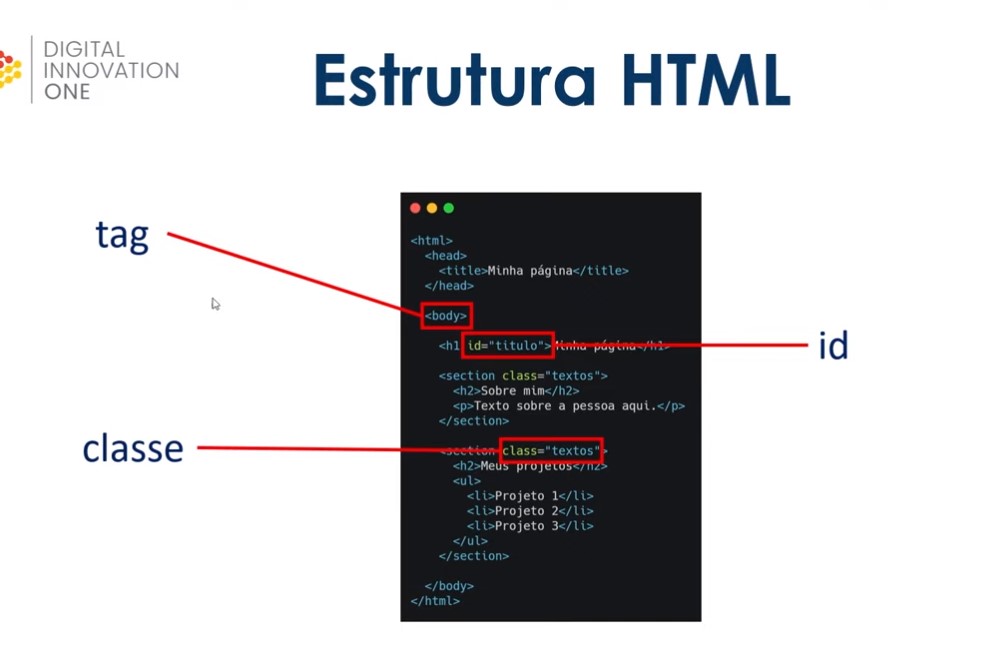 DIGITAL
INNOVATION
ONE
Estrutura HTML
tag
classe
id
<html>
  <head>
    <title>Minha página</title>
  </head>

  <body>

    <h1 id="titulo">Minha página</h1>

    <section class="textos">
      <h2>Sobre mim</h2>
      <p>Texto sobre a pessoa aqui.</p>
    </section>

    <section class="textos">
      <h2>Meus projetos</h2>
      <ul>
        <li>Projeto 1</li>
        <li>Projeto 2</li>
        <li>Projeto 3</li>
      </ul>
    </section>

  </body>
</html>